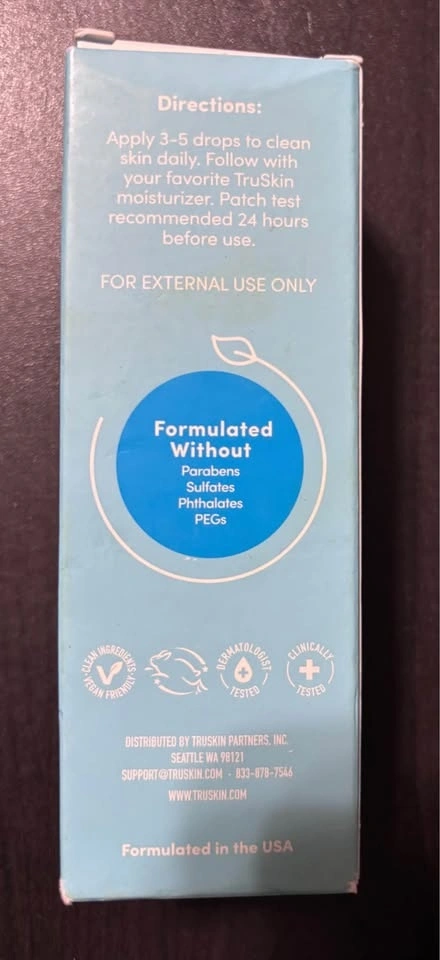 Directions:
Apply 3-5 drops to clean
skin daily. Follow with
your favorite TruSkin
moisturizer. Patch test
recommended 24 hours
before use.
FOR EXTERNAL USE ONLY
Formulated
Without
Parabens
Sulfates
Phthalates
PEGs
CLEAN INGREDIENTS
VEGAN FRIENDLY
DERMATOLOGIST
TESTED
CLINICALLY
TESTED
DISTRIBUTED BY TRUSKIN PARTNERS, INC.
SEATTLE WA 98121
SUPPORT@TRUSKIN.COM · 833-878-7546
WWW.TRUSKIN.COM
Formulated in the USA